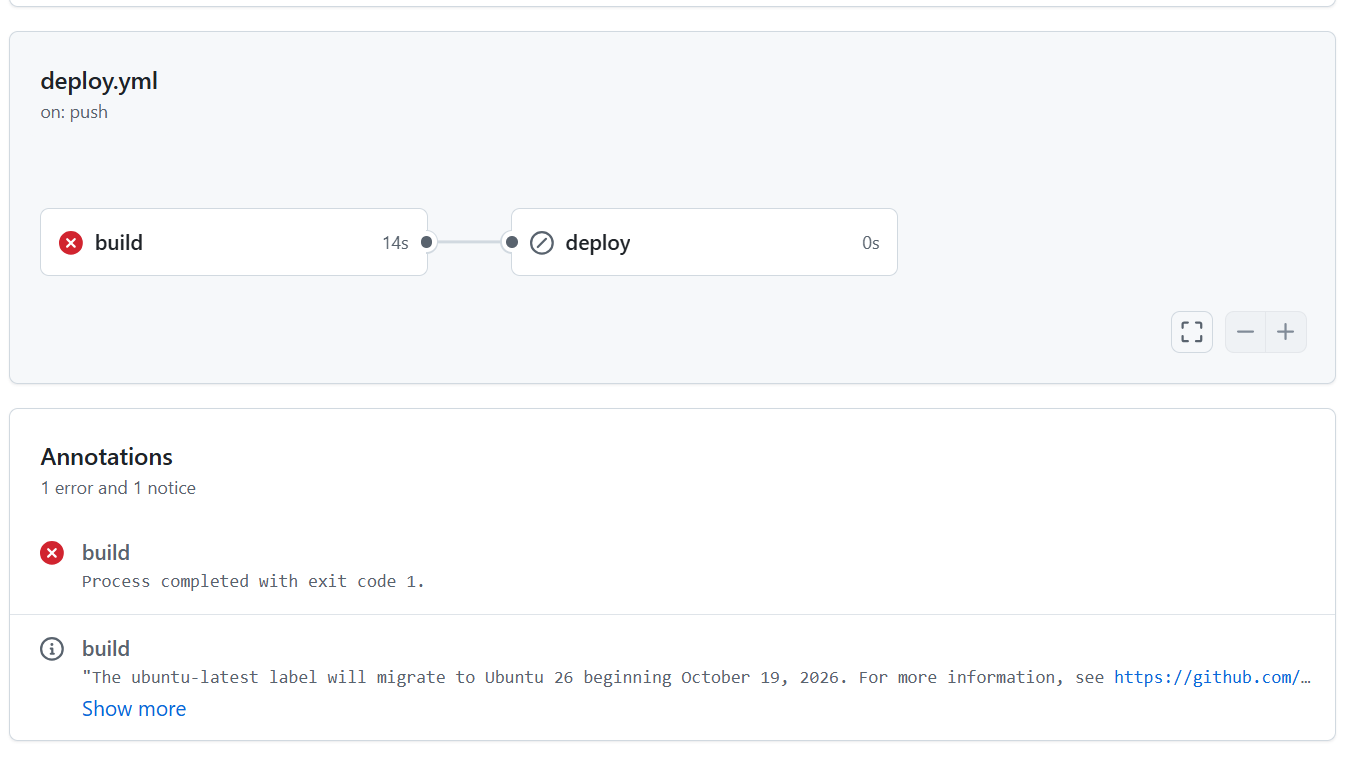 deploy.yml
on: push
build 14s deploy 0s
Annotations
1 error and 1 notice
build
Process completed with exit code 1.
build
"The ubuntu-latest label will migrate to Ubuntu 26 beginning October 19, 2026. For more information, see https://github.com/…
Show more